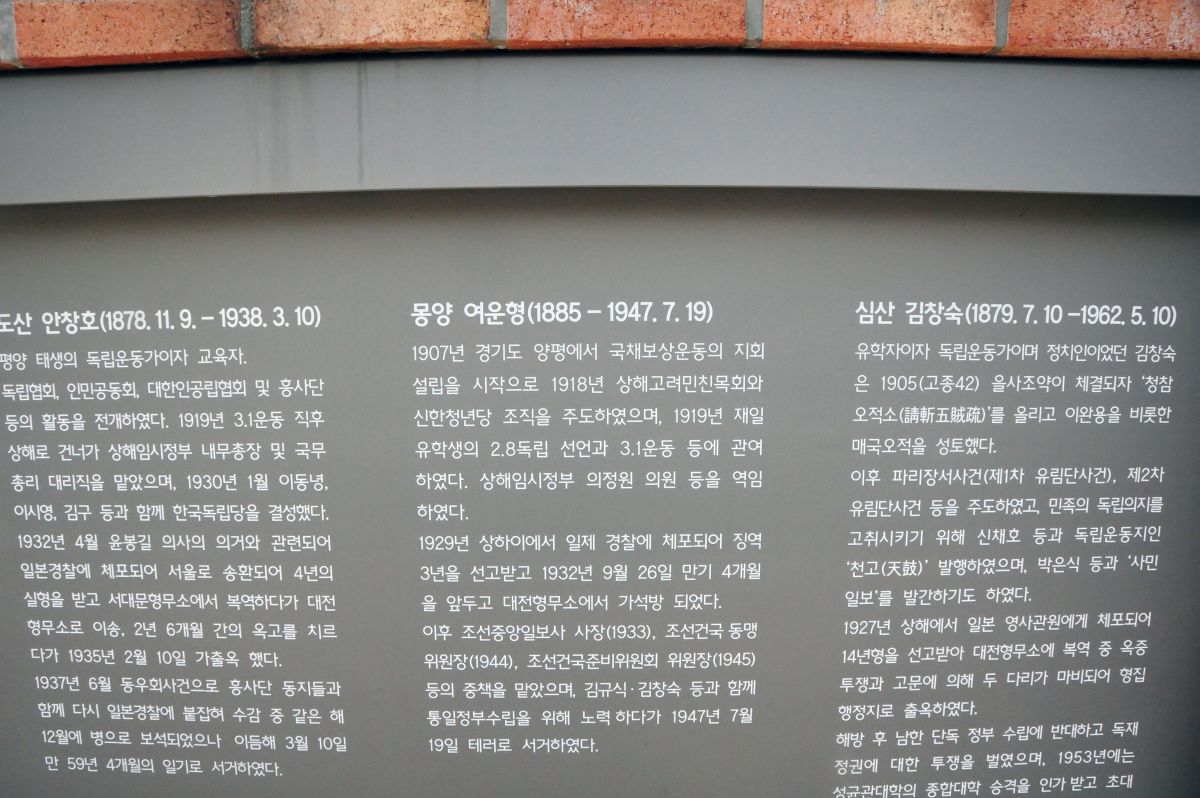 도산 안창호(1878. 11. 9. – 1938. 3. 10)
평양 태생의 독립운동가이자 교육자.
독립협회, 인민공동회, 대한인공립협회 및 흥사단
등의 활동을 전개하였다. 1919년 3.1운동 직후
상해로 건너가 상해임시정부 내무총장 및 국무
총리 대리직을 맡았으며, 1930년 1월 이동녕,
이시영, 김구 등과 함께 한국독립당을 결성했다.
1932년 4월 윤봉길 의사의 의거와 관련되어
일본경찰에 체포되어 서울로 송환되어 4년의
실형을 받고 서대문형무소에서 복역하다가 대전
형무소로 이송, 2년 6개월 간의 옥고를 치르
다가 1935년 2월 10일 가출옥 했다.
1937년 6월 동우회사건으로 흥사단 동지들과
함께 다시 일본경찰에 붙잡혀 수감 중 같은 해
12월에 병으로 보석되었으나 이듬해 3월 10일
만 59년 4개월의 일기로 서거하였다.
몽양 여운형(1885 – 1947. 7. 19)
1907년 경기도 양평에서 국채보상운동의 지회
설립을 시작으로 1918년 상해고려민친목회와
신한청년당 조직을 주도하였으며, 1919년 재일
유학생의 2.8독립 선언과 3.1운동 등에 관여
하였다. 상해임시정부 의정원 의원 등을 역임
하였다.
1929년 상하이에서 일제 경찰에 체포되어 징역
3년을 선고받고 1932년 9월 26일 만기 4개월
을 앞두고 대전형무소에서 가석방 되었다.
이후 조선중앙일보사 사장(1933), 조선건국 동맹
위원장(1944), 조선건국준비위원회 위원장(1945)
등의 중책을 맡았으며, 김규식·김창숙 등과 함께
통일정부수립을 위해 노력 하다가 1947년 7월
19일 테러로 서거하였다.
심산 김창숙(1879. 7. 10 –1962. 5. 10)
유학자이자 독립운동가이며 정치인이었던 김창숙
은 1905(고종42) 을사조약이 체결되자 ‘청참
오적소(請斬五賊疏)’를 올리고 이완용을 비롯한
매국오적을 성토했다.
이후 파리장서사건(제1차 유림단사건), 제2차
유림단사건 등을 주도하였고, 민족의 독립의지를
고취시키기 위해 신채호 등과 독립운동지인
‘천고(天鼓)’ 발행하였으며, 박은식 등과 ‘사민
일보’를 발간하기도 하였다.
1927년 상해에서 일본 영사관원에게 체포되어
14년형을 선고받아 대전형무소에 복역 중 옥중
투쟁과 고문에 의해 두 다리가 마비되어 형집
행정지로 출옥하였다.
해방 후 남한 단독 정부 수립에 반대하고 독재
정권에 대한 투쟁을 벌였으며, 1953년에는
성균관대학의 종합대학 승격을 인가 받고 초대